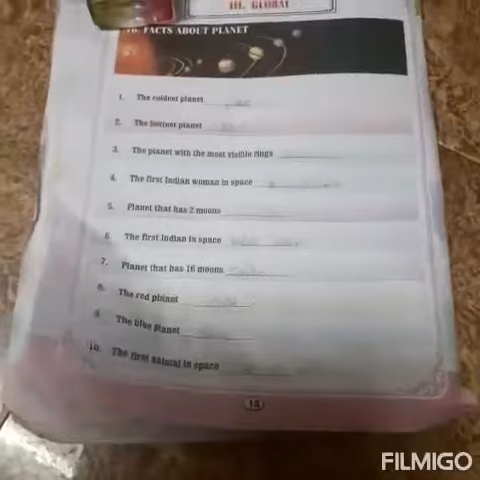 III. GLOBAL
16. FACTS ABOUT PLANET
1. The coldest planet
2. The hottest planet
3. The planet with the most visible rings
4. The first Indian woman in space
5. Planet that has 2 moons
6. The first Indian in space
7. Planet that has 16 moons
8. The red planet
9. The blue planet
10. The first animal in space
15
FILMIGO